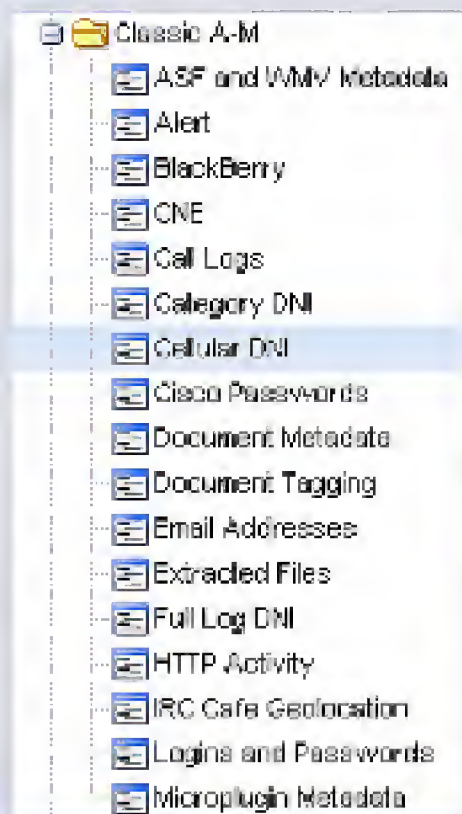 Classic A-M
ASF and WMV Metadata
Alert
BlackBerry
CNE
Call Logs
Category DNI
Cellular DNI
Cisco Passwords
Document Metadata
Document Tagging
Email Addresses
Extracted Files
Full Log DNI
HTTP Activity
IRC Cafe Geolocation
Logins and Passwords
Microplugin Metadata